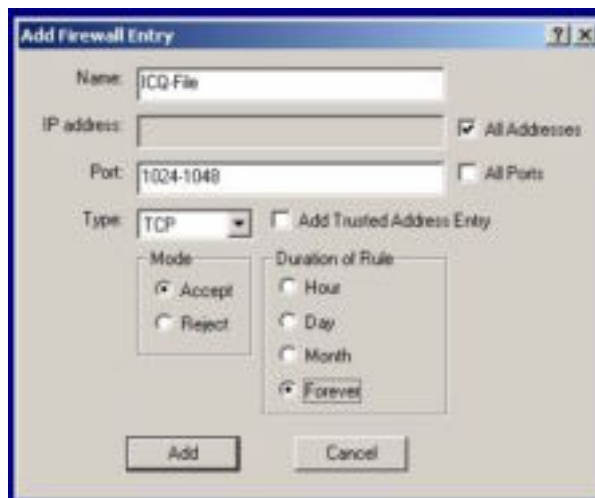 Add Firewall Entry
Name: ICQ-File
IP address: All Addresses
Port: 1024-1048 All Ports
Type: TCP Add Trusted Address Entry
Mode
Accept
Reject
Duration of Rule
Hour
Day
Month
Forever
Add Cancel